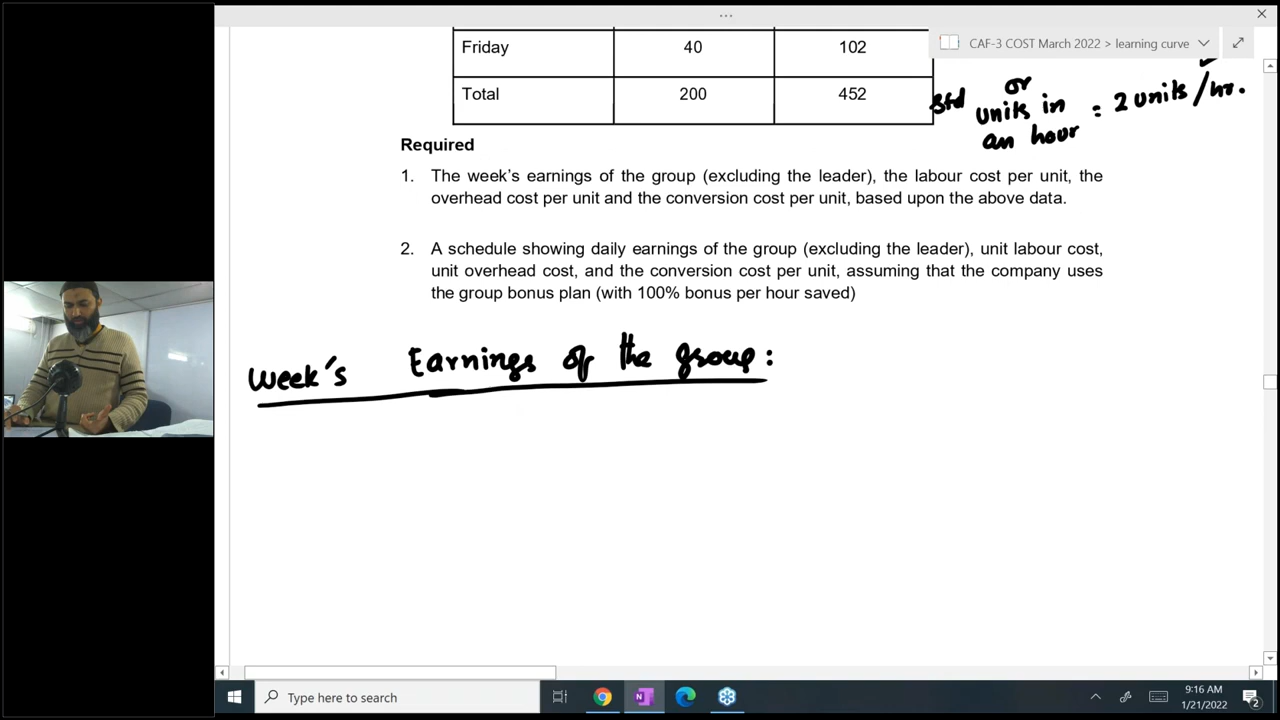 CAF-3 COST March 2022 > learning curve
Friday 40 102
Total 200 452
Std or units in an hour = 2 units/hr.
Required
1. The week's earnings of the group (excluding the leader), the labour cost per unit, the
overhead cost per unit and the conversion cost per unit, based upon the above data.
2. A schedule showing daily earnings of the group (excluding the leader), unit labour cost,
unit overhead cost, and the conversion cost per unit, assuming that the company uses
the group bonus plan (with 100% bonus per hour saved)
Week's Earnings of the group:
Type here to search
9:16 AM
1/21/2022
2